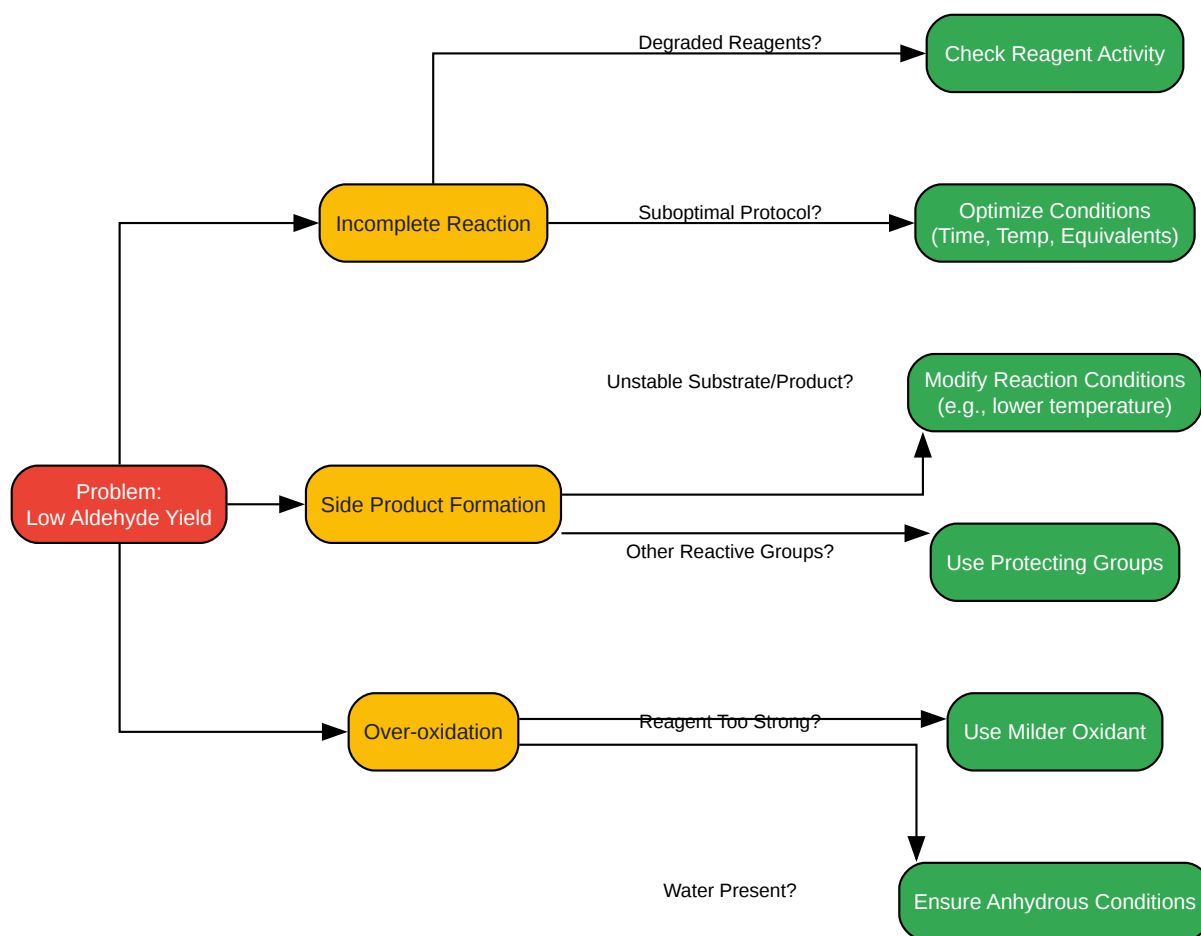 Degraded Reagents?
Check Reagent Activity
Incomplete Reaction
Suboptimal Protocol?
Optimize Conditions
(Time, Temp, Equivalents)
Unstable Substrate/Product?
Modify Reaction Conditions
(e.g., lower temperature)
Problem:
Low Aldehyde Yield
Side Product Formation
Other Reactive Groups?
Use Protecting Groups
Over-oxidation
Reagent Too Strong?
Use Milder Oxidant
Water Present?
Ensure Anhydrous Conditions